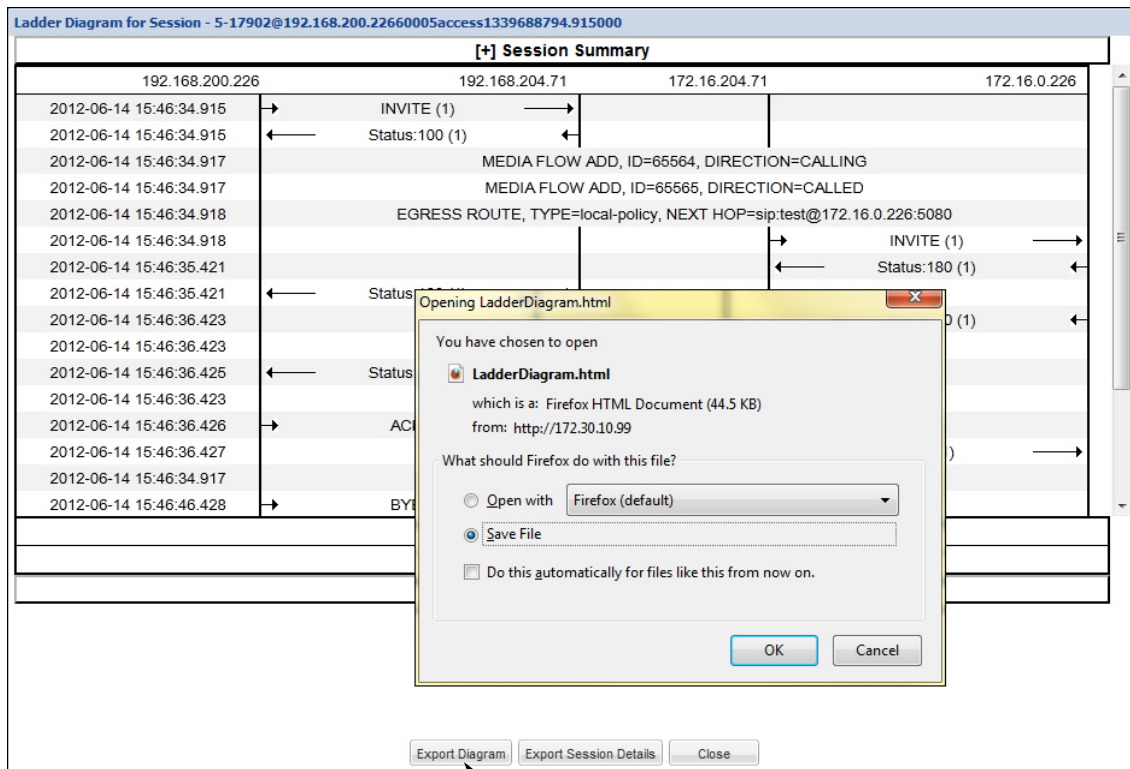 Ladder Diagram for Session - 5-17902@192.168.200.22660005access1339688794.915000
[+] Session Summary
192.168.200.226 192.168.204.71 172.16.204.71 172.16.0.226
2012-06-14 15:46:34.915 INVITE (1)
2012-06-14 15:46:34.915 Status:100 (1)
2012-06-14 15:46:34.917 MEDIA FLOW ADD, ID=65564, DIRECTION=CALLING
2012-06-14 15:46:34.917 MEDIA FLOW ADD, ID=65565, DIRECTION=CALLED
2012-06-14 15:46:34.918 EGRESS ROUTE, TYPE=local-policy, NEXT HOP=sip:test@172.16.0.226:5080
2012-06-14 15:46:34.918 INVITE (1)
2012-06-14 15:46:35.421 Status:180 (1)
2012-06-14 15:46:35.421 Status
2012-06-14 15:46:36.423 0 (1)
2012-06-14 15:46:36.423
2012-06-14 15:46:36.425 Status
2012-06-14 15:46:36.423
2012-06-14 15:46:36.426
2012-06-14 15:46:36.427 )
2012-06-14 15:46:34.917
2012-06-14 15:46:46.428
Opening LadderDiagram.html
You have chosen to open
LadderDiagram.html
which is a: Firefox HTML Document (44.5 KB)
from: http://172.30.10.99
What should Firefox do with this file?
Open with Firefox (default)
Save File
Do this automatically for files like this from now on.
OK Cancel
Export Diagram Export Session Details Close